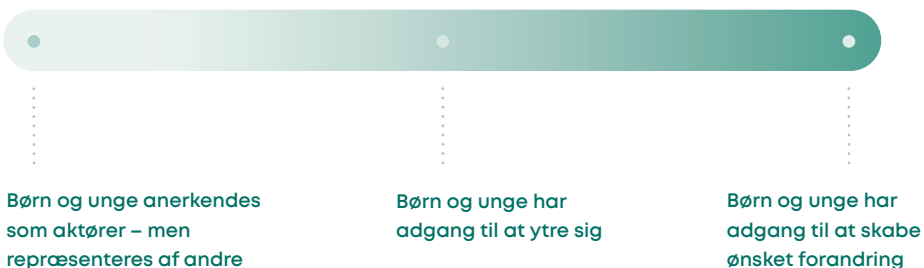 Børn og unge anerkendes
som aktører – men
repræsenteres af andre
Børn og unge har
adgang til at ytre sig
Børn og unge har
adgang til at skabe
ønsket forandring